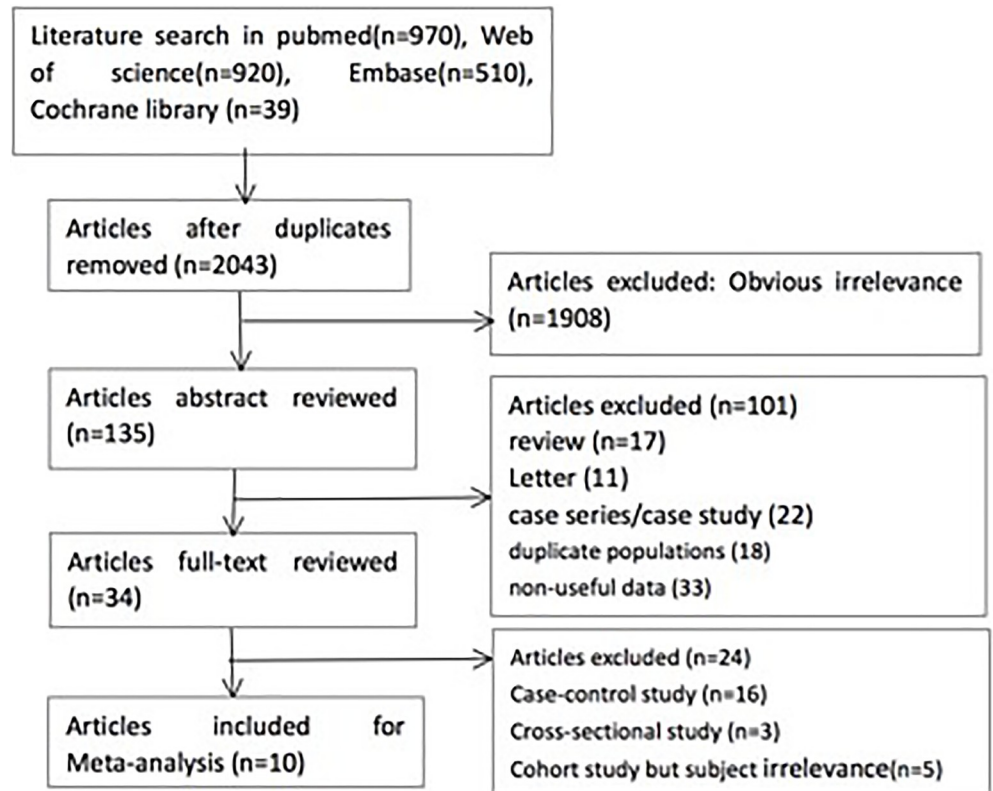 Literature search in pubmed(n=970), Web
of science(n=920), Embase(n=510),
Cochrane library (n=39)
Articles after duplicates
removed (n=2043)
Articles excluded: Obvious irrelevance
(n=1908)
Articles abstract reviewed
(n=135)
Articles excluded (n=101)
review (n=17)
Letter (11)
case series/case study (22)
duplicate populations (18)
non-useful data (33)
Articles full-text reviewed
(n=34)
Articles excluded (n=24)
Case-control study (n=16)
Cross-sectional study (n=3)
Cohort study but subject irrelevance(n=5)
Articles included for
Meta-analysis (n=10)